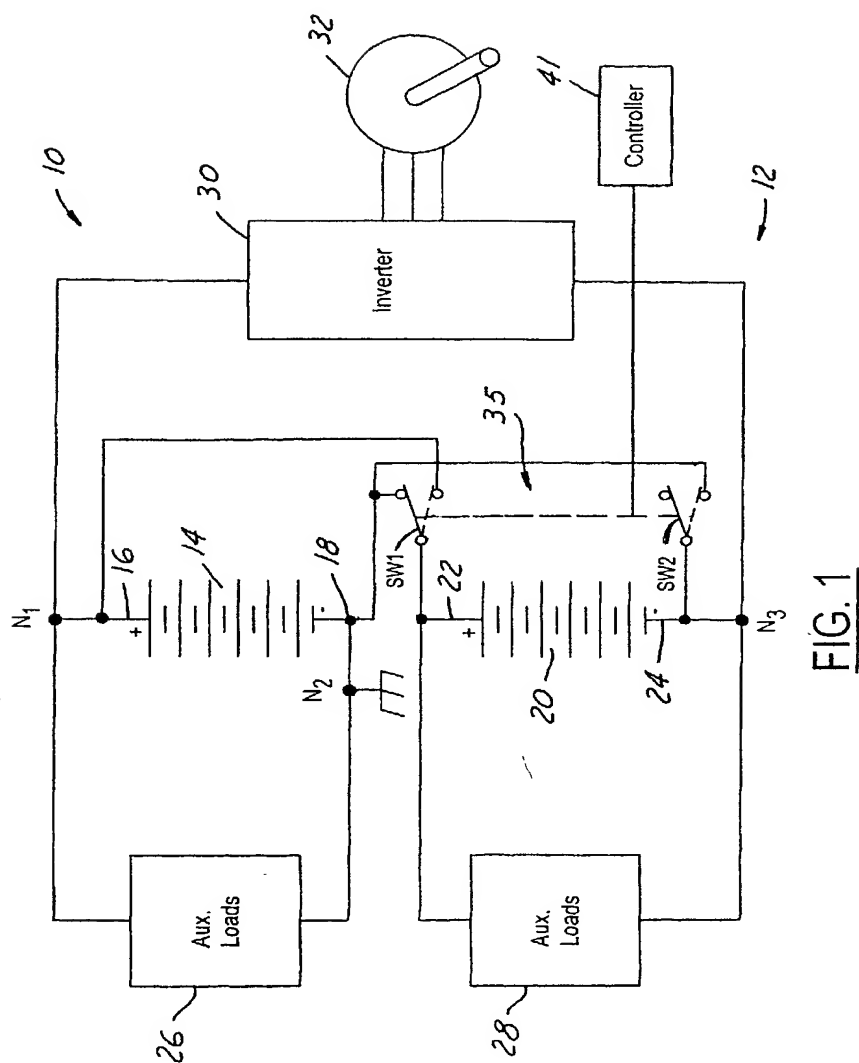 10
32
30
N1
16
+
14
Inverter
41
Controller
26
Aux.
Loads
N2
18
-
SW1
35
22
+
12
28
Aux.
Loads
20
24
-
SW2
N3
FIG. 1